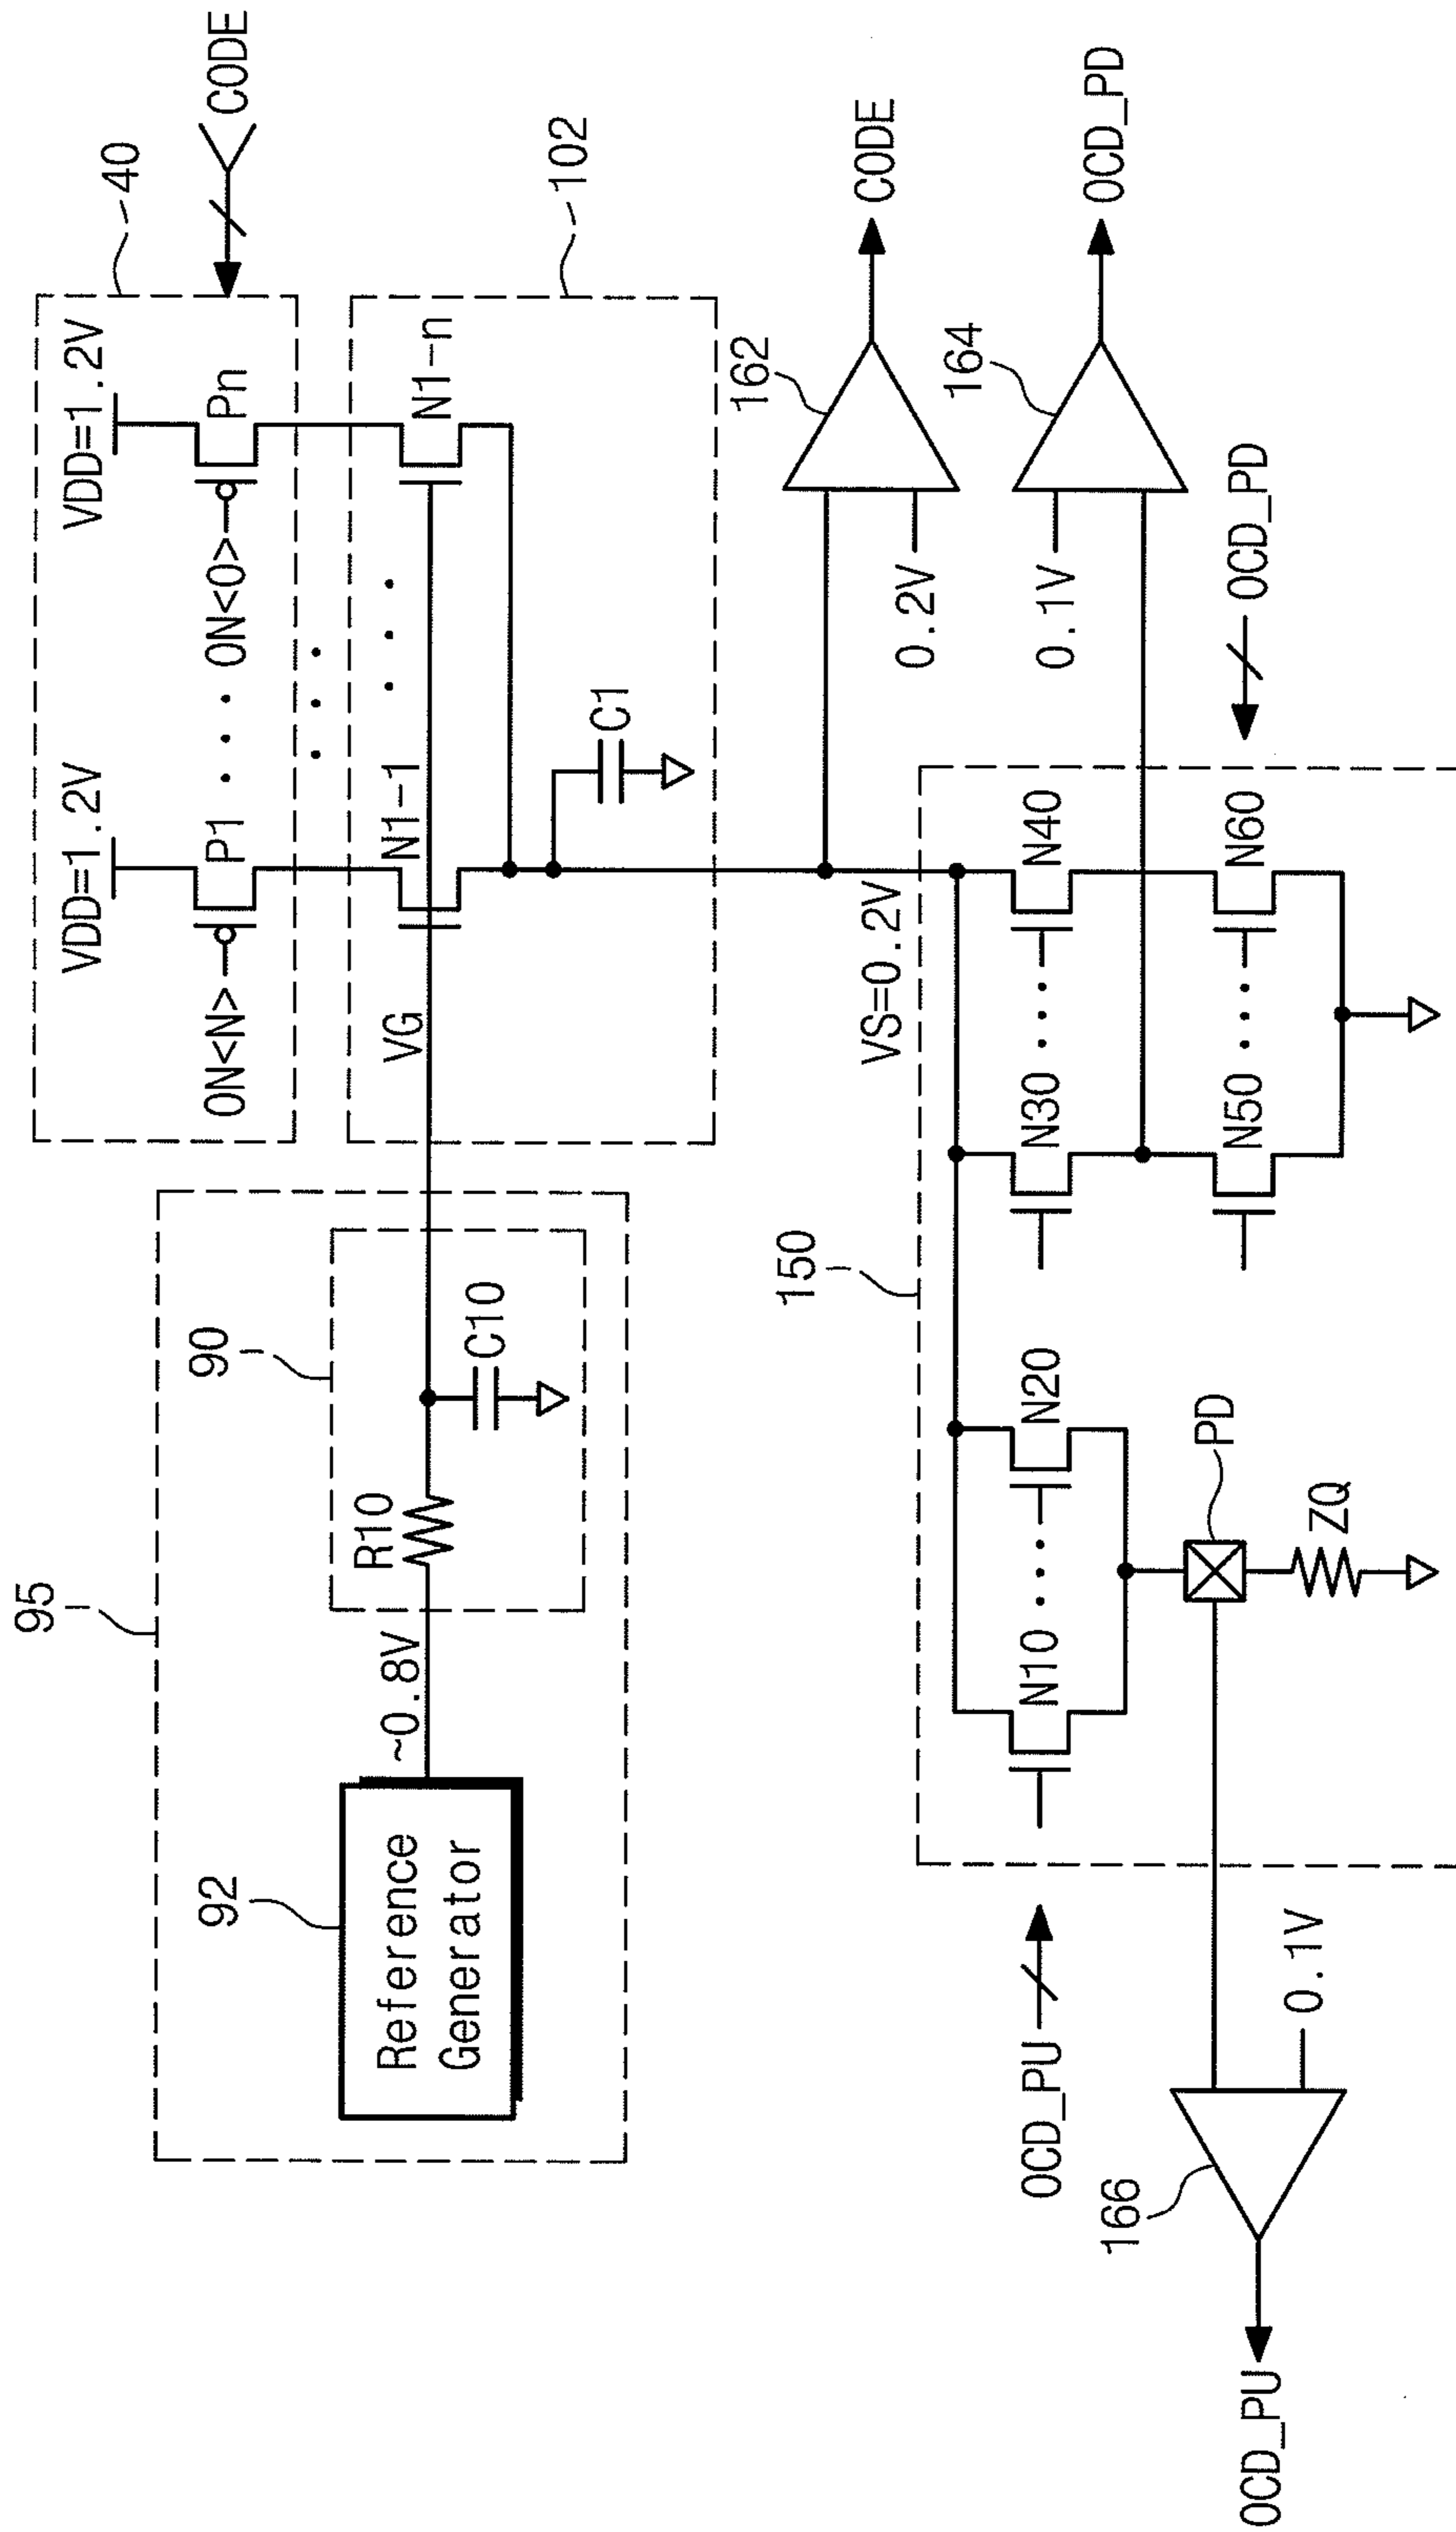 95
92
Reference
Generator
~0.8V
90
R10
C10
40
VDD=1.2V
VDD=1.2V
P1
Pn
ON<N>
ON<0>
CODE
102
VG
N1-1
N1-n
C1
VS=0.2V
162
0.2V
CODE
164
0.1V
OCD_PD
OCD_PD
150
N10
N20
N30
N40
N50
N60
PD
ZQ
OCD_PU
0.1V
166
OCD_PU